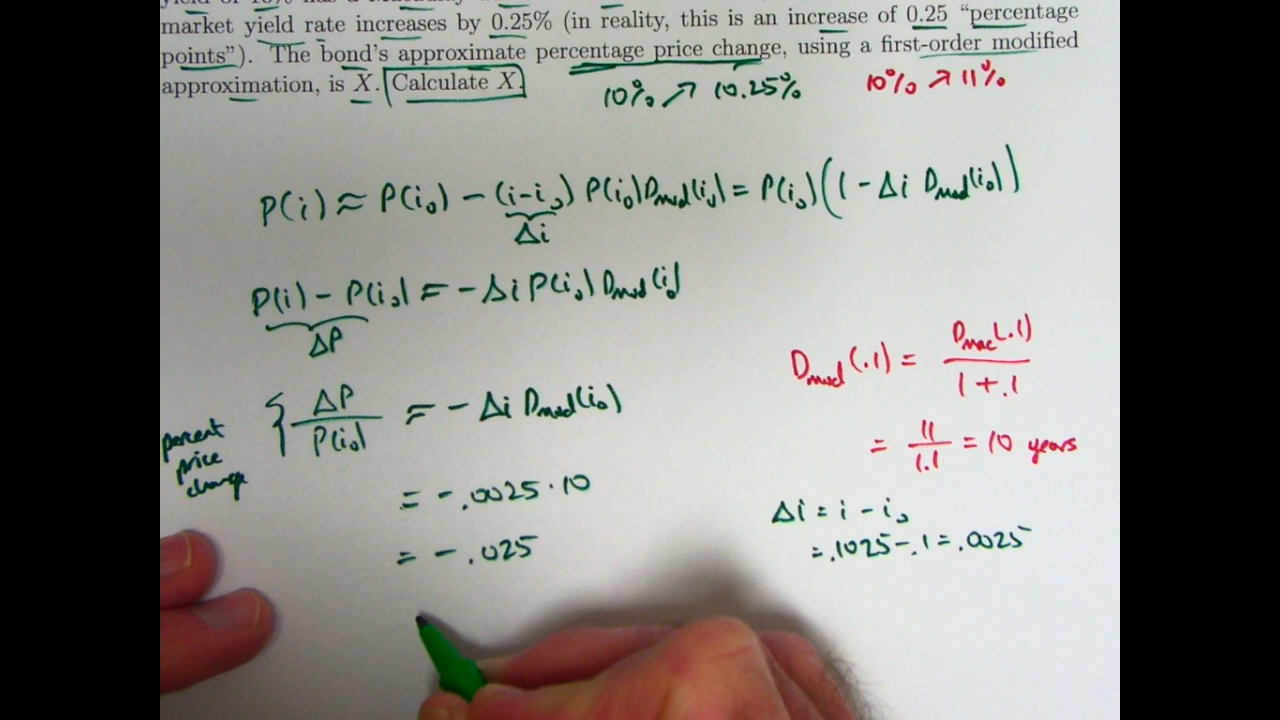 market yield rate increases by 0.25% (in reality, this is an increase of 0.25 “percentage
points”). The bond’s approximate percentage price change, using a first-order modified
approximation, is X. Calculate X.
10% ↗ 10.25%
10% ↗ 11%
P(i) ≈ P(i₀) − (i−i₀) P(i₀) Dmod(i₀) = P(i₀)(1 − Δi Dmod(i₀))
Δi
P(i) − P(i₀) = −Δi P(i₀) Dmod(i₀)
ΔP
percent
price
change
ΔP / P(i₀) = − Δi Dmod(i₀)
= −.0025·10
= −.025
Dmod(.1) = Dmac(.1) / 1+.1
= 11 / 1.1 = 10 years
Δi = i − i₀
= .1025−.1 = .0025